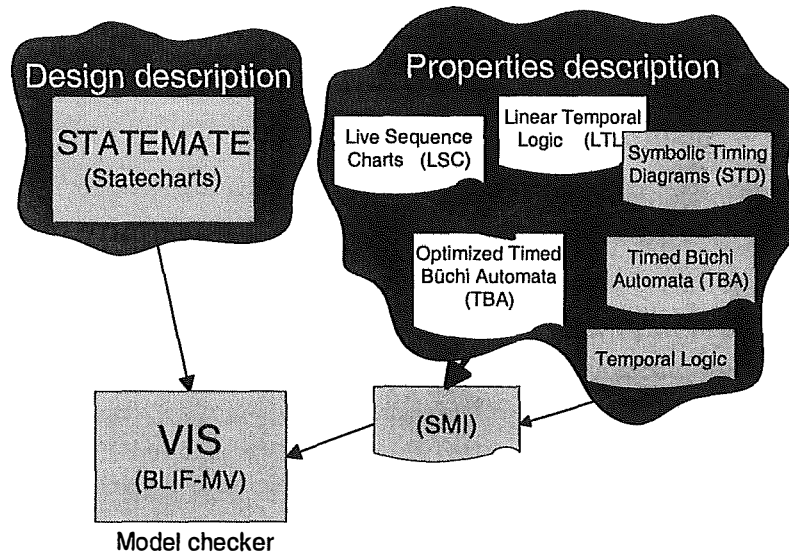 Design description
STATEMATE
(Statecharts)
Properties description
Live Sequence
Charts (LSC)
Linear Temporal
Logic (LTL
Symbolic Timing
Diagrams (STD)
Optimized Timed
Büchi Automata
(TBA)
Timed Büchi
Automata (TBA)
Temporal Logic
(SMI)
VIS
(BLIF-MV)
Model checker